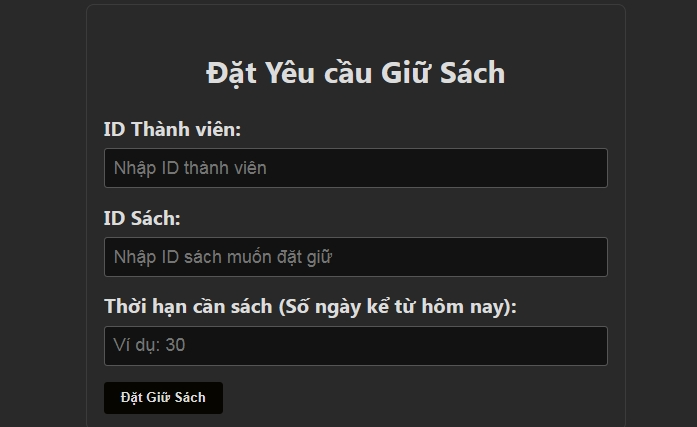 Đặt Yêu cầu Giữ Sách
ID Thành viên:
Nhập ID thành viên
ID Sách:
Nhập ID sách muốn đặt giữ
Thời hạn cần sách (Số ngày kể từ hôm nay):
Ví dụ: 30
Đặt Giữ Sách